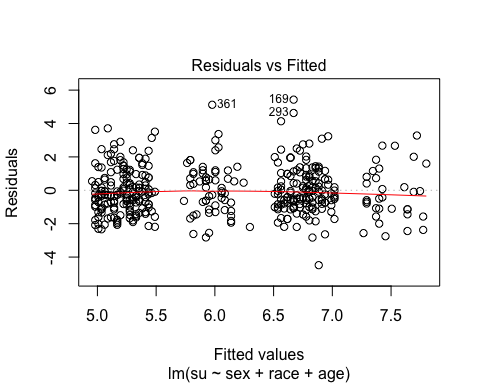 Residuals vs Fitted
Residuals
6
4
2
0
-2
-4
361
169
293
5.0 5.5 6.0 6.5 7.0 7.5
Fitted values
lm(su ~ sex + race + age)